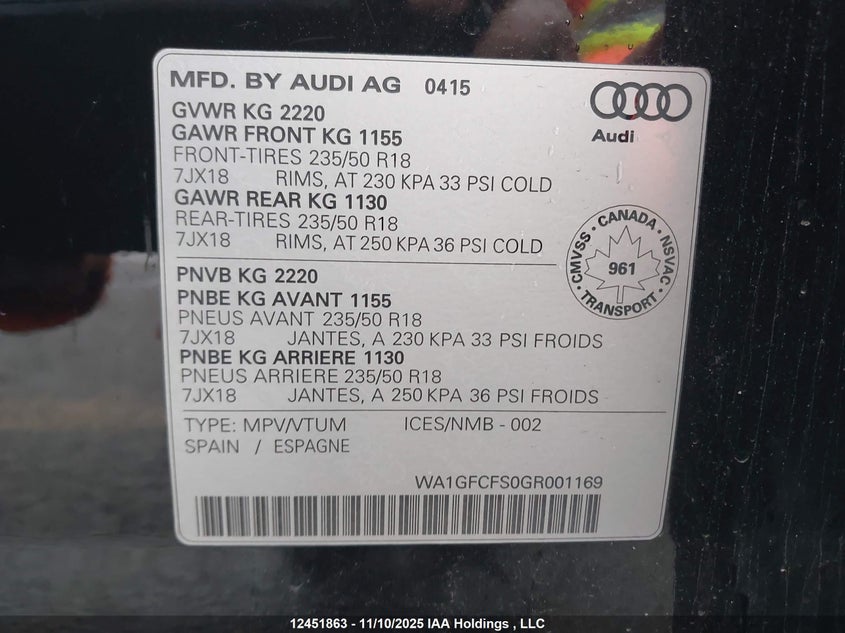 MFD. BY AUDI AG 0415
Audi
GVWR KG 2220
GAWR FRONT KG 1155
FRONT-TIRES 235/50 R18
7JX18 RIMS, AT 230 KPA 33 PSI COLD
GAWR REAR KG 1130
REAR-TIRES 235/50 R18
7JX18 RIMS, AT 250 KPA 36 PSI COLD
CMVSS • CANADA • NSVAC • TRANSPORT •
961
PNVB KG 2220
PNBE KG AVANT 1155
PNEUS AVANT 235/50 R18
7JX18 JANTES, A 230 KPA 33 PSI FROIDS
PNBE KG ARRIERE 1130
PNEUS ARRIERE 235/50 R18
7JX18 JANTES, A 250 KPA 36 PSI FROIDS
TYPE: MPV/VTUM ICES/NMB - 002
SPAIN / ESPAGNE
WA1GFCFS0GR001169
12451863 - 11/10/2025 IAA Holdings , LLC